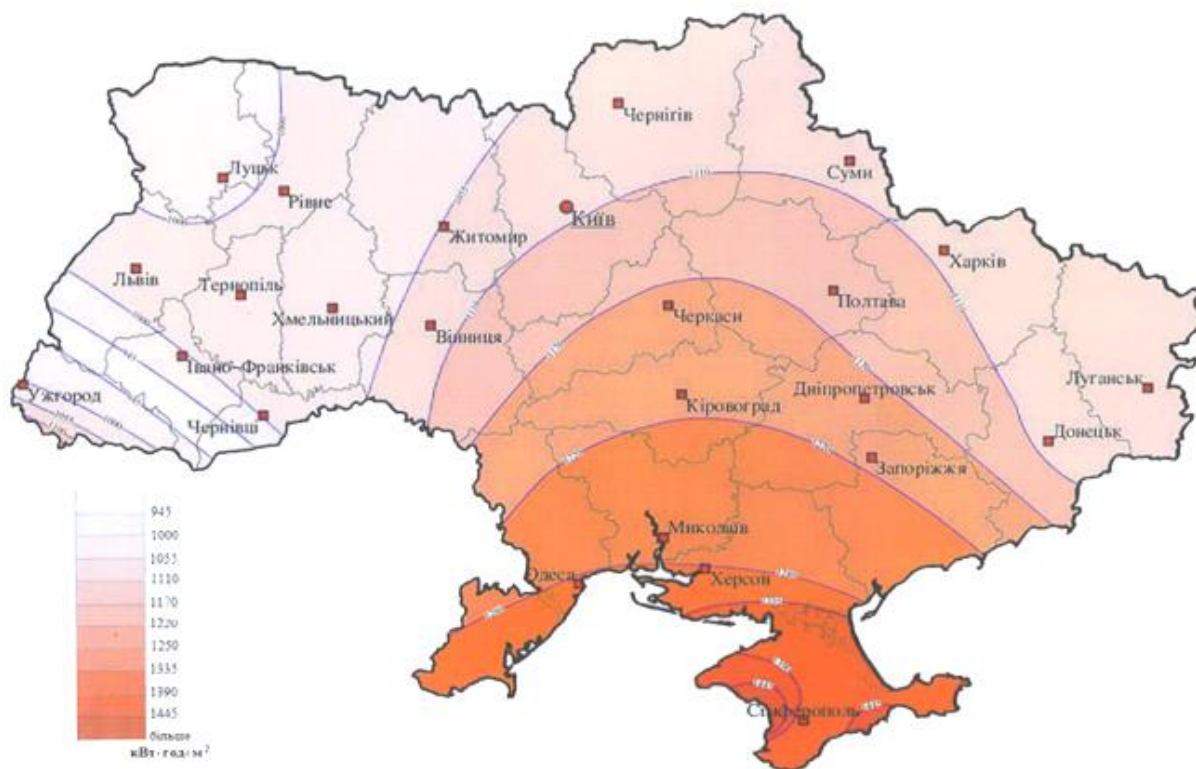 Чернігів
Луцьк
Суми
Рівне
Київ
Житомир
Харків
Львів
Тернопіль
Хмельницький
Полтава
Черкаси
Вінниця
Івано-Франківськ
Ужгород
Луганськ
Дніпропетровськ
Кіровоград
Чернівці
Донецьк
Запоріжжя
Миколаїв
Одеса
Херсон
Сімферополь
945
1000
1055
1110
1170
1220
1250
1335
1390
1445
більше
кВт·год/м²